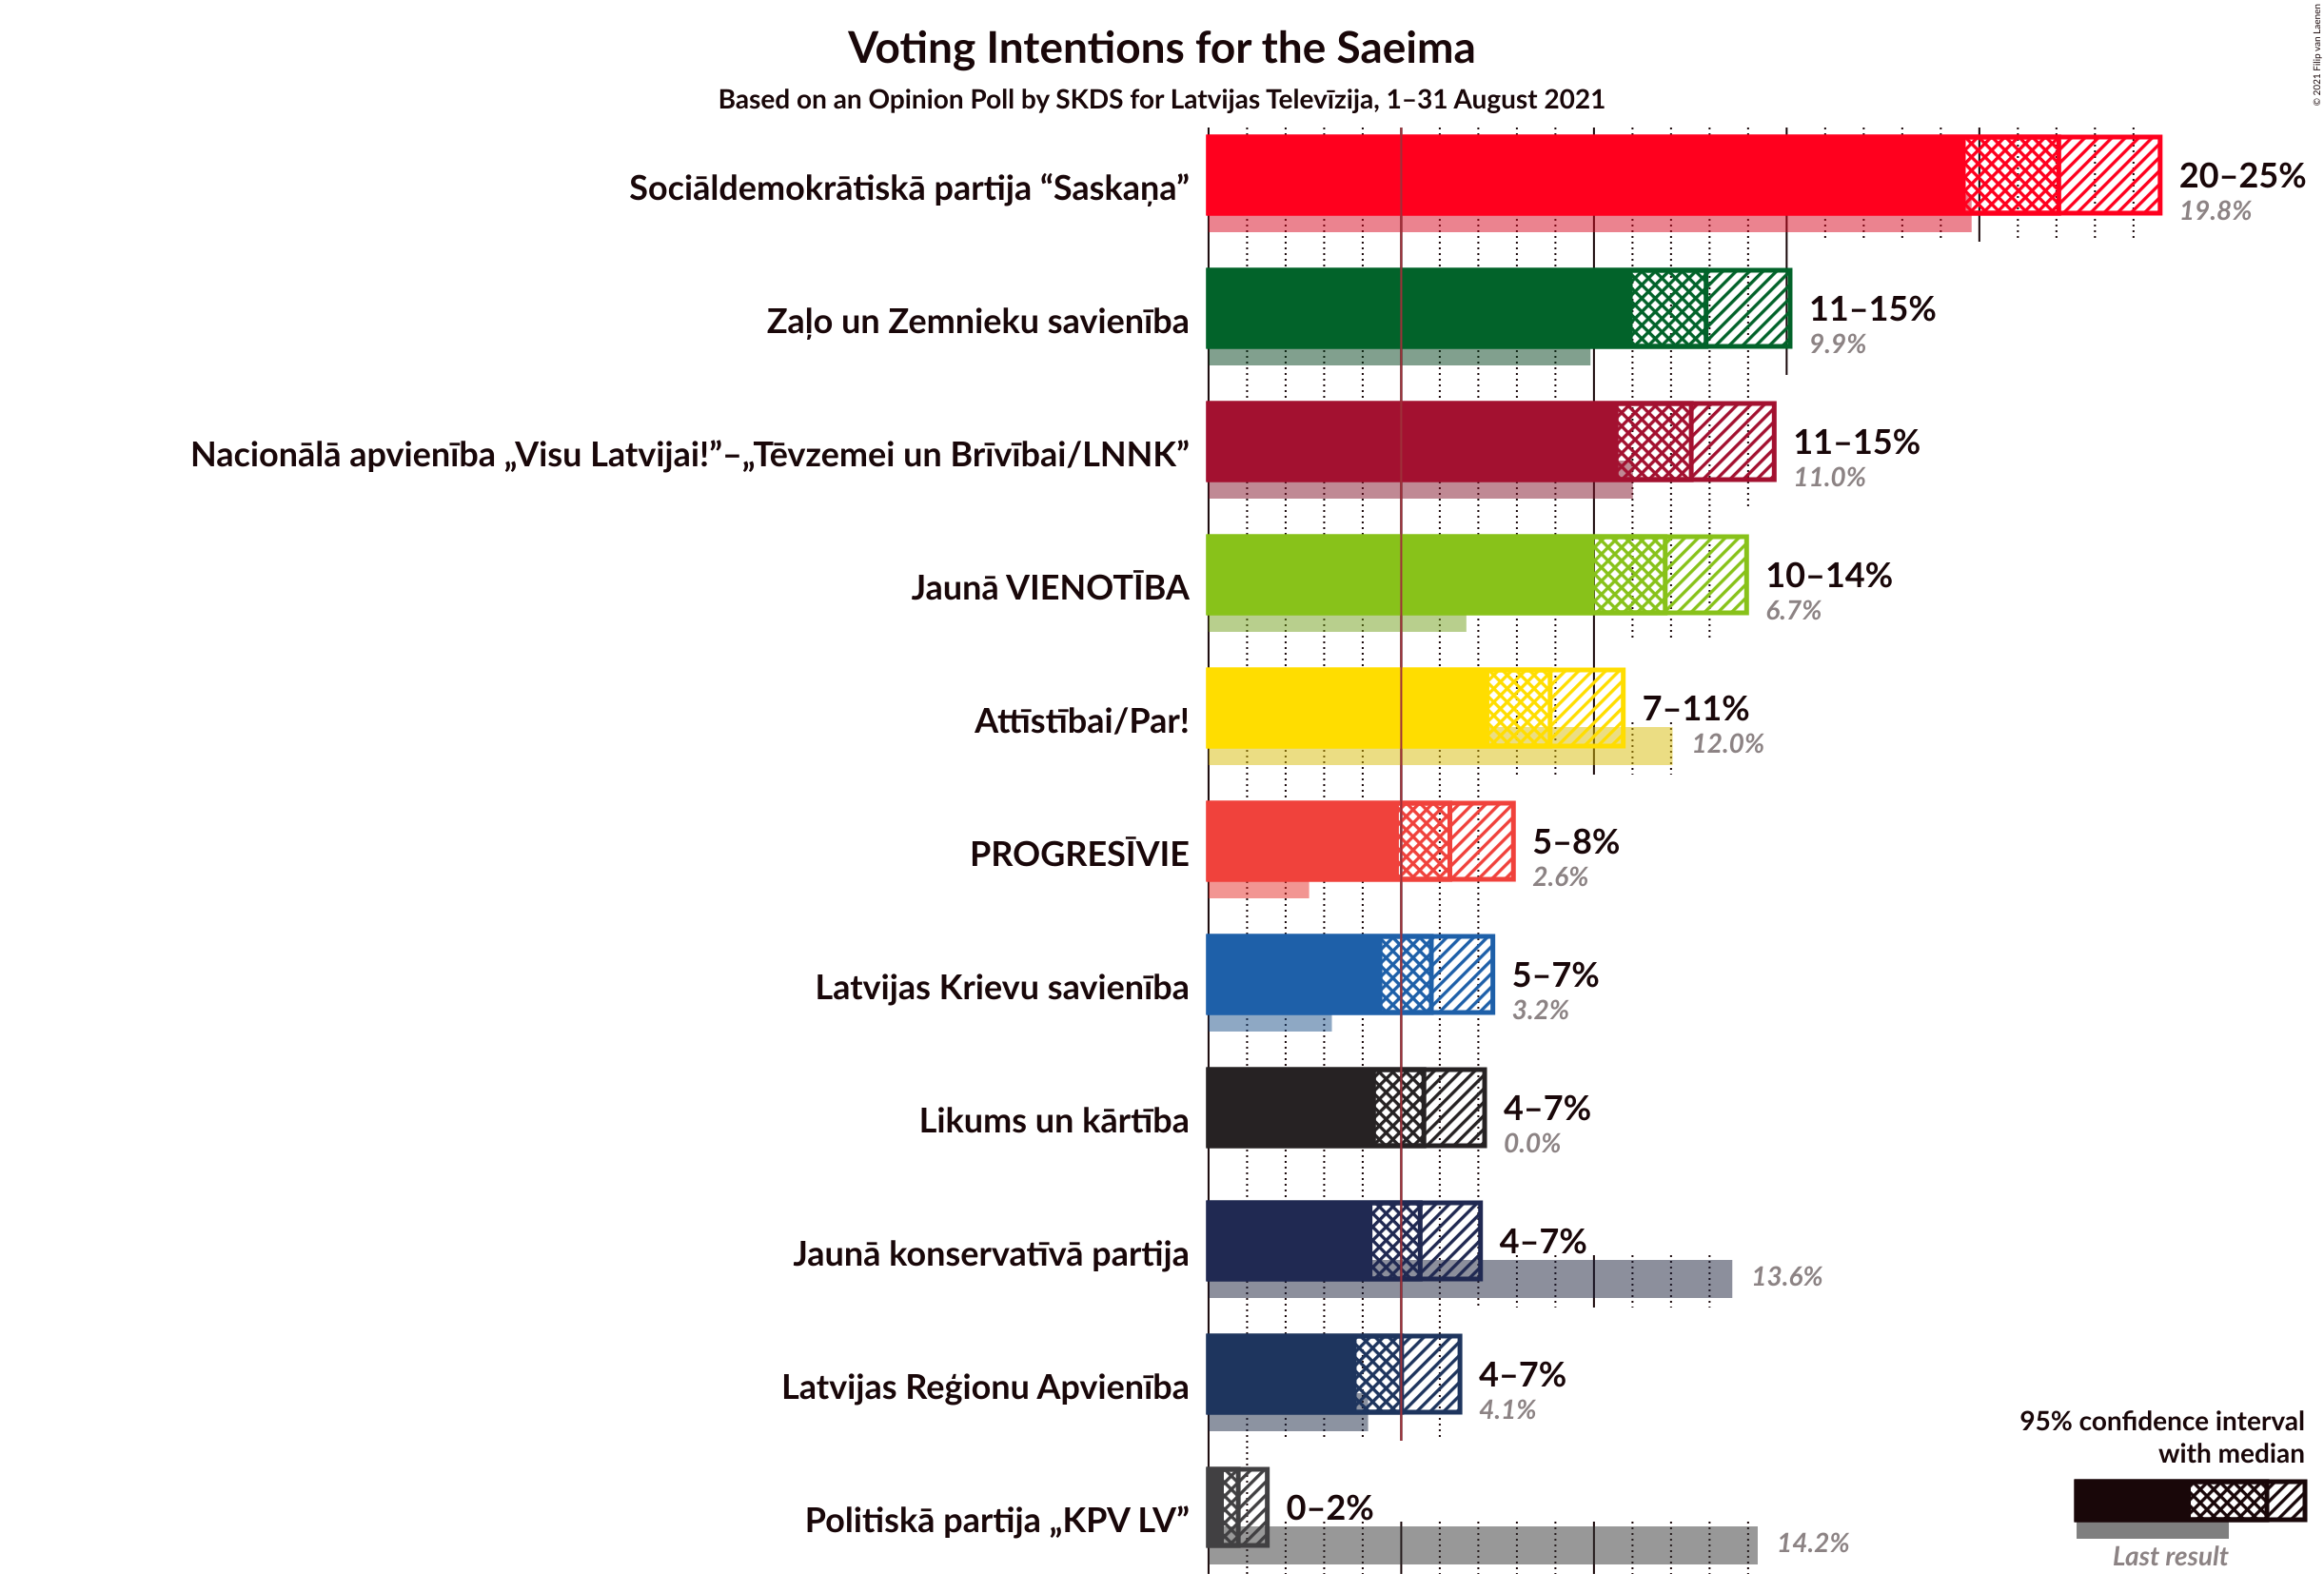 Voting Intentions for the Saeima
Based on an Opinion Poll by SKDS for Latvijas Televīzija, 1–31 August 2021
© 2021 Filip van Laenen
Sociāldemokrātiskā partija “Saskaņa”
20–25%
19.8%
Zaļo un Zemnieku savienība
11–15%
9.9%
Nacionālā apvienība „Visu Latvijai!”–„Tēvzemei un Brīvībai/LNNK”
11–15%
11.0%
Jaunā VIENOTĪBA
10–14%
6.7%
Attīstībai/Par!
7–11%
12.0%
PROGRESĪVIE
5–8%
2.6%
Latvijas Krievu savienība
5–7%
3.2%
Likums un kārtība
4–7%
0.0%
Jaunā konservatīvā partija
4–7%
13.6%
Latvijas Reģionu Apvienība
4–7%
4.1%
Politiskā partija „KPV LV”
0–2%
14.2%
95% confidence interval
with median
Last result